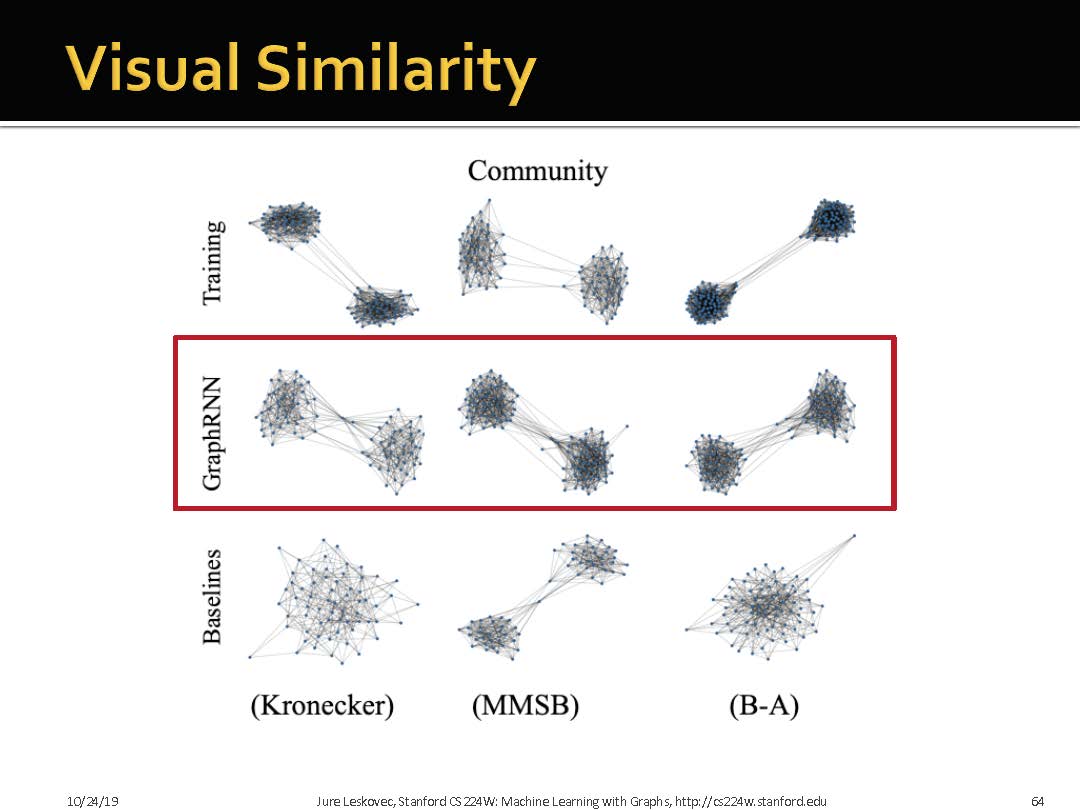 Visual Similarity
Community
Training
GraphRNN
Baselines
(Kronecker) (MMSB) (B-A)
10/24/19 Jure Leskovec, Stanford CS224W: Machine Learning with Graphs, http://cs224w.stanford.edu 64